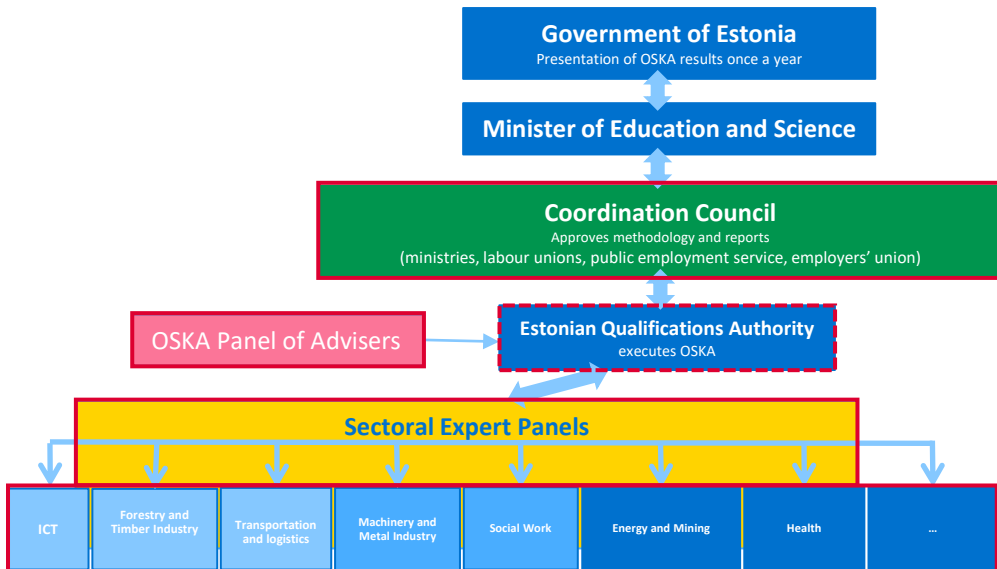 Government of Estonia
Presentation of OSKA results once a year
Minister of Education and Science
Coordination Council
Approves methodology and reports
(ministries, labour unions, public employment service, employers’ union)
OSKA Panel of Advisers
Estonian Qualifications Authority
executes OSKA
Sectoral Expert Panels
ICT
Forestry and
Timber Industry
Transportation
and logistics
Machinery and
Metal Industry
Social Work
Energy and Mining
Health
...